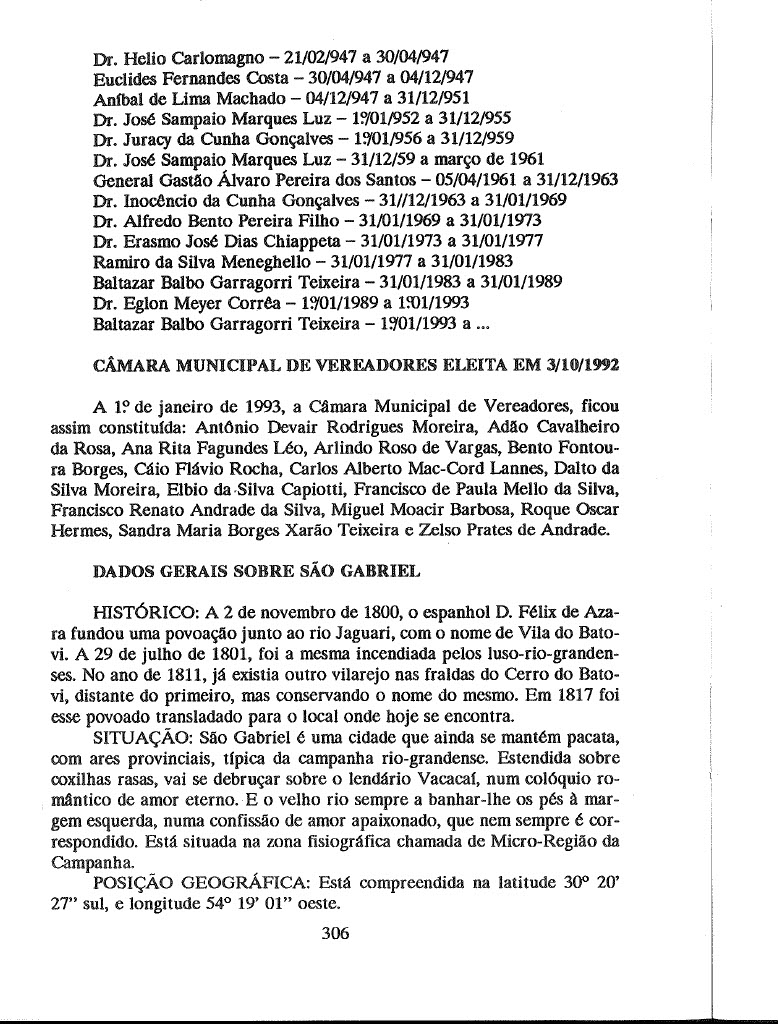 Dr. Helio Carlomagno – 21/02/947 a 30/04/947
Euclides Fernandes Costa – 30/04/947 a 04/12/947
Aníbal de Lima Machado – 04/12/947 a 31/12/951
Dr. José Sampaio Marques Luz – 1º/01/952 a 31/12/955
Dr. Juracy da Cunha Gonçalves – 1º/01/956 a 31/12/959
Dr. José Sampaio Marques Luz – 31/12/59 a março de 1961
General Gastão Álvaro Pereira dos Santos – 05/04/1961 a 31/12/1963
Dr. Inocêncio da Cunha Gonçalves – 31//12/1963 a 31/01/1969
Dr. Alfredo Bento Pereira Filho – 31/01/1969 a 31/01/1973
Dr. Erasmo José Dias Chiappeta – 31/01/1973 a 31/01/1977
Ramiro da Silva Meneghello – 31/01/1977 a 31/01/1983
Baltazar Balbo Garragorri Teixeira – 31/01/1983 a 31/01/1989
Dr. Eglon Meyer Corrêa – 1º/01/1989 a 1º01/1993
Baltazar Balbo Garragorri Teixeira – 1º/01/1993 a ...
CÂMARA MUNICIPAL DE VEREADORES ELEITA EM 3/10/1992
A 1º de janeiro de 1993, a Câmara Municipal de Vereadores, ficou
assim constituída: Antônio Devair Rodrigues Moreira, Adão Cavalheiro
da Rosa, Ana Rita Fagundes Léo, Arlindo Roso de Vargas, Bento Fontou-
ra Borges, Cáio Flávio Rocha, Carlos Alberto Mac-Cord Lannes, Dalto da
Silva Moreira, Elbio da Silva Capiotti, Francisco de Paula Mello da Silva,
Francisco Renato Andrade da Silva, Miguel Moacir Barbosa, Roque Oscar
Hermes, Sandra Maria Borges Xarão Teixeira e Zelso Prates de Andrade.
DADOS GERAIS SOBRE SÃO GABRIEL
HISTÓRICO: A 2 de novembro de 1800, o espanhol D. Félix de Aza-
ra fundou uma povoação junto ao rio Jaguari, com o nome de Vila do Bato-
vi. A 29 de julho de 1801, foi a mesma incendiada pelos luso-rio-granden-
ses. No ano de 1811, já existia outro vilarejo nas fraldas do Cerro do Bato-
vi, distante do primeiro, mas conservando o nome do mesmo. Em 1817 foi
esse povoado transladado para o local onde hoje se encontra.
SITUAÇÃO: São Gabriel é uma cidade que ainda se mantém pacata,
com ares provinciais, típica da campanha rio-grandense. Estendida sobre
coxilhas rasas, vai se debruçar sobre o lendário Vacacaí, num colóquio ro-
mântico de amor eterno. E o velho rio sempre a banhar-lhe os pés à mar-
gem esquerda, numa confissão de amor apaixonado, que nem sempre é cor-
respondido. Está situada na zona fisiográfica chamada de Micro-Região da
Campanha.
POSIÇÃO GEOGRÁFICA: Está compreendida na latitude 30º 20’
27” sul, e longitude 54º 19’ 01” oeste.
306